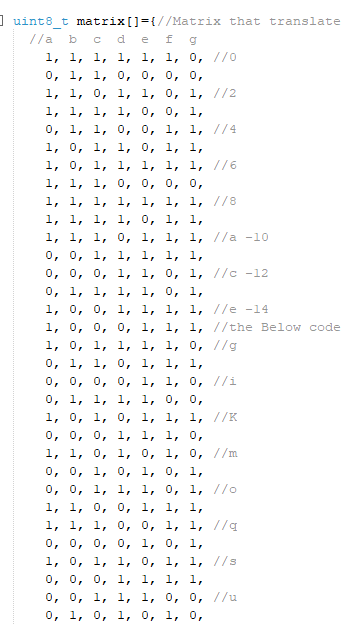 uint8_t matrix[]={//Matrix that translate
//a b c d e f g
1, 1, 1, 1, 1, 1, 0, //0
0, 1, 1, 0, 0, 0, 0,
1, 1, 0, 1, 1, 0, 1, //2
1, 1, 1, 1, 0, 0, 1,
0, 1, 1, 0, 0, 1, 1, //4
1, 0, 1, 1, 0, 1, 1,
1, 0, 1, 1, 1, 1, 1, //6
1, 1, 1, 0, 0, 0, 0,
1, 1, 1, 1, 1, 1, 1, //8
1, 1, 1, 1, 0, 1, 1,
1, 1, 1, 0, 1, 1, 1, //a -10
0, 0, 1, 1, 1, 1, 1,
0, 0, 0, 1, 1, 0, 1, //c -12
0, 1, 1, 1, 1, 0, 1,
1, 0, 0, 1, 1, 1, 1, //e -14
1, 0, 0, 0, 1, 1, 1, //the Below code
1, 0, 1, 1, 1, 1, 0, //g
0, 1, 1, 0, 1, 1, 1,
0, 0, 0, 0, 1, 1, 0, //i
0, 1, 1, 1, 1, 0, 0,
1, 0, 1, 0, 1, 1, 1, //K
0, 0, 0, 1, 1, 1, 0,
1, 1, 0, 1, 0, 1, 0, //m
0, 0, 1, 0, 1, 0, 1,
0, 0, 1, 1, 1, 0, 1, //o
1, 1, 0, 0, 1, 1, 1,
1, 1, 1, 0, 0, 1, 1, //q
0, 0, 0, 0, 1, 0, 1,
1, 0, 1, 1, 0, 1, 1, //s
0, 0, 0, 1, 1, 1, 1,
0, 0, 1, 1, 1, 0, 0, //u
0, 1, 0, 1, 0, 1, 0,